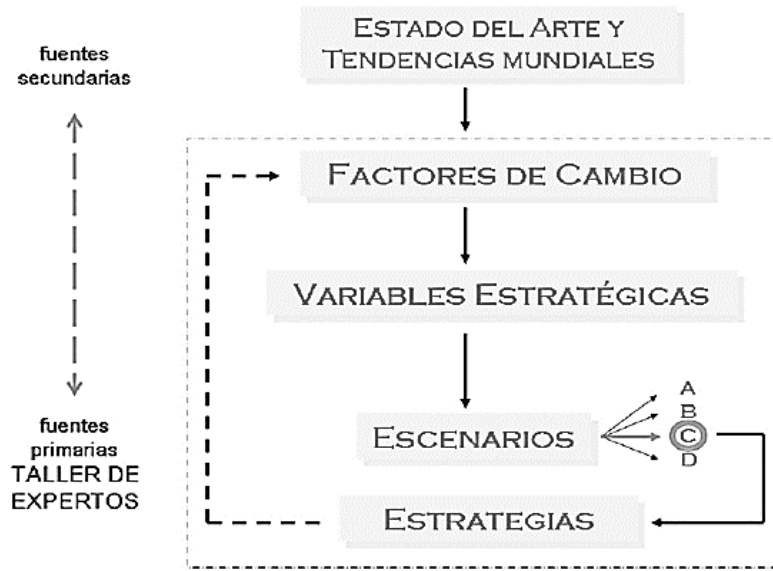 ESTADO DEL ARTE Y
TENDENCIAS MUNDIALES
fuentes
secundarias
FACTORES DE CAMBIO
VARIABLES ESTRATÉGICAS
fuentes
primarias
TALLER DE
EXPERTOS
ESCENARIOS
A
B
C
D
ESTRATEGIAS